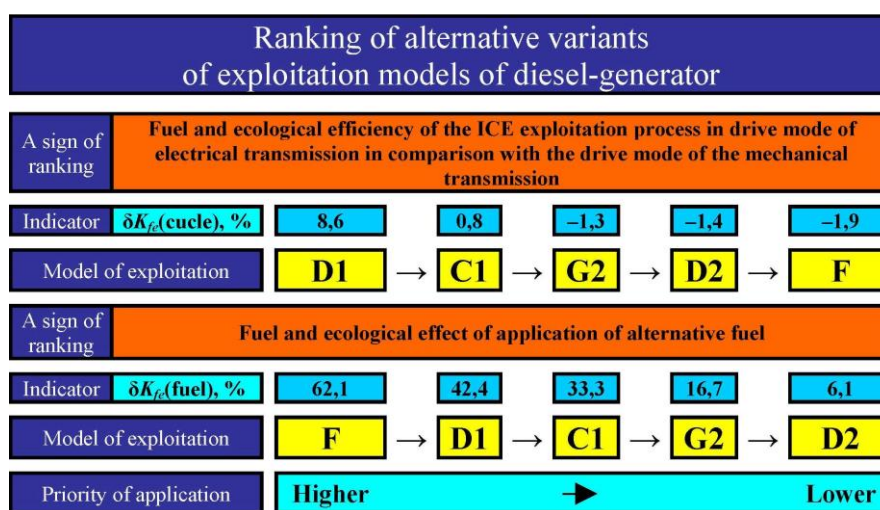 Ranking of alternative variants
of exploitation models of diesel-generator
A sign of
ranking
Fuel and ecological efficiency of the ICE exploitation process in drive mode of
electrical transmission in comparison with the drive mode of the mechanical
transmission
Indicator δKfe(cucle), % 8,6 0,8 –1,3 –1,4 –1,9
Model of exploitation D1 → C1 → G2 → D2 → F
A sign of
ranking
Fuel and ecological effect of application of alternative fuel
Indicator δKfe(fuel), % 62,1 42,4 33,3 16,7 6,1
Model of exploitation F → D1 → C1 → G2 → D2
Priority of application Higher → Lower